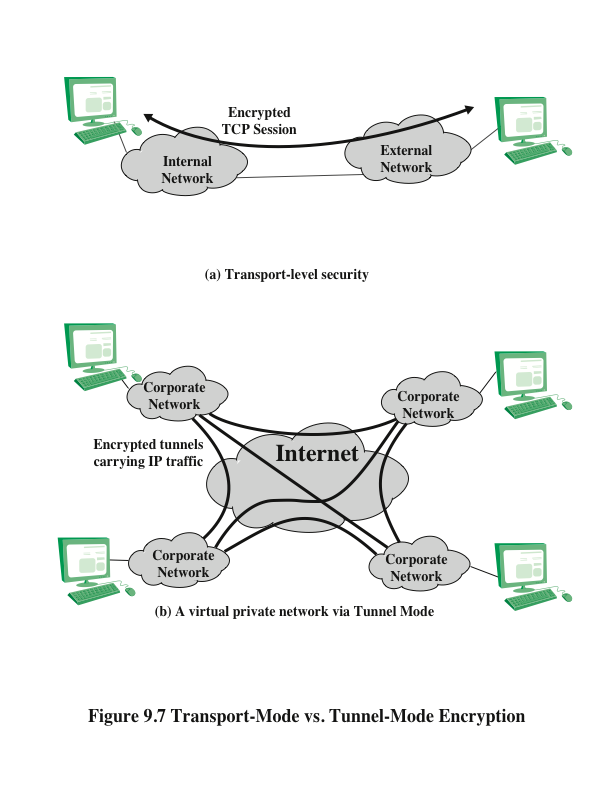 Encrypted
TCP Session
Internal
Network
External
Network
(a) Transport-level security
Corporate
Network
Corporate
Network
Encrypted tunnels
carrying IP traffic
Internet
Corporate
Network
Corporate
Network
(b) A virtual private network via Tunnel Mode
Figure 9.7 Transport-Mode vs. Tunnel-Mode Encryption